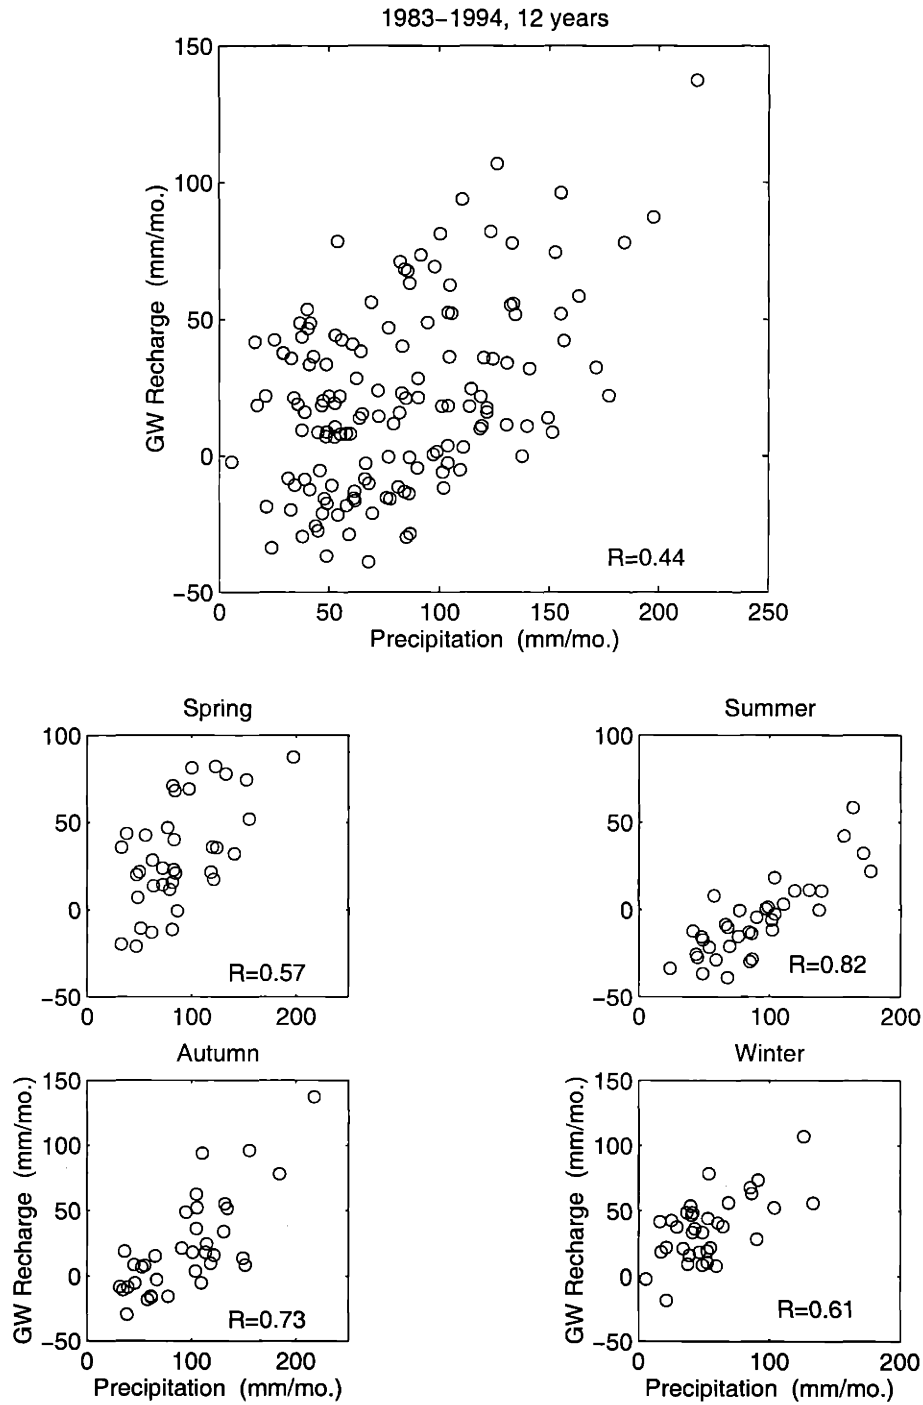 1983−1994, 12 years
150
100
50
0
−50
GW Recharge (mm/mo.)
R=0.44
0 50 100 150 200 250
Precipitation (mm/mo.)
Spring
100
50
0
−50
R=0.57
0 100 200
Summer
100
50
0
−50
R=0.82
0 100 200
Autumn
150
100
50
0
−50
GW Recharge (mm/mo.)
R=0.73
0 100 200
Precipitation (mm/mo.)
Winter
150
100
50
0
−50
GW Recharge (mm/mo.)
R=0.61
0 100 200
Precipitation (mm/mo.)